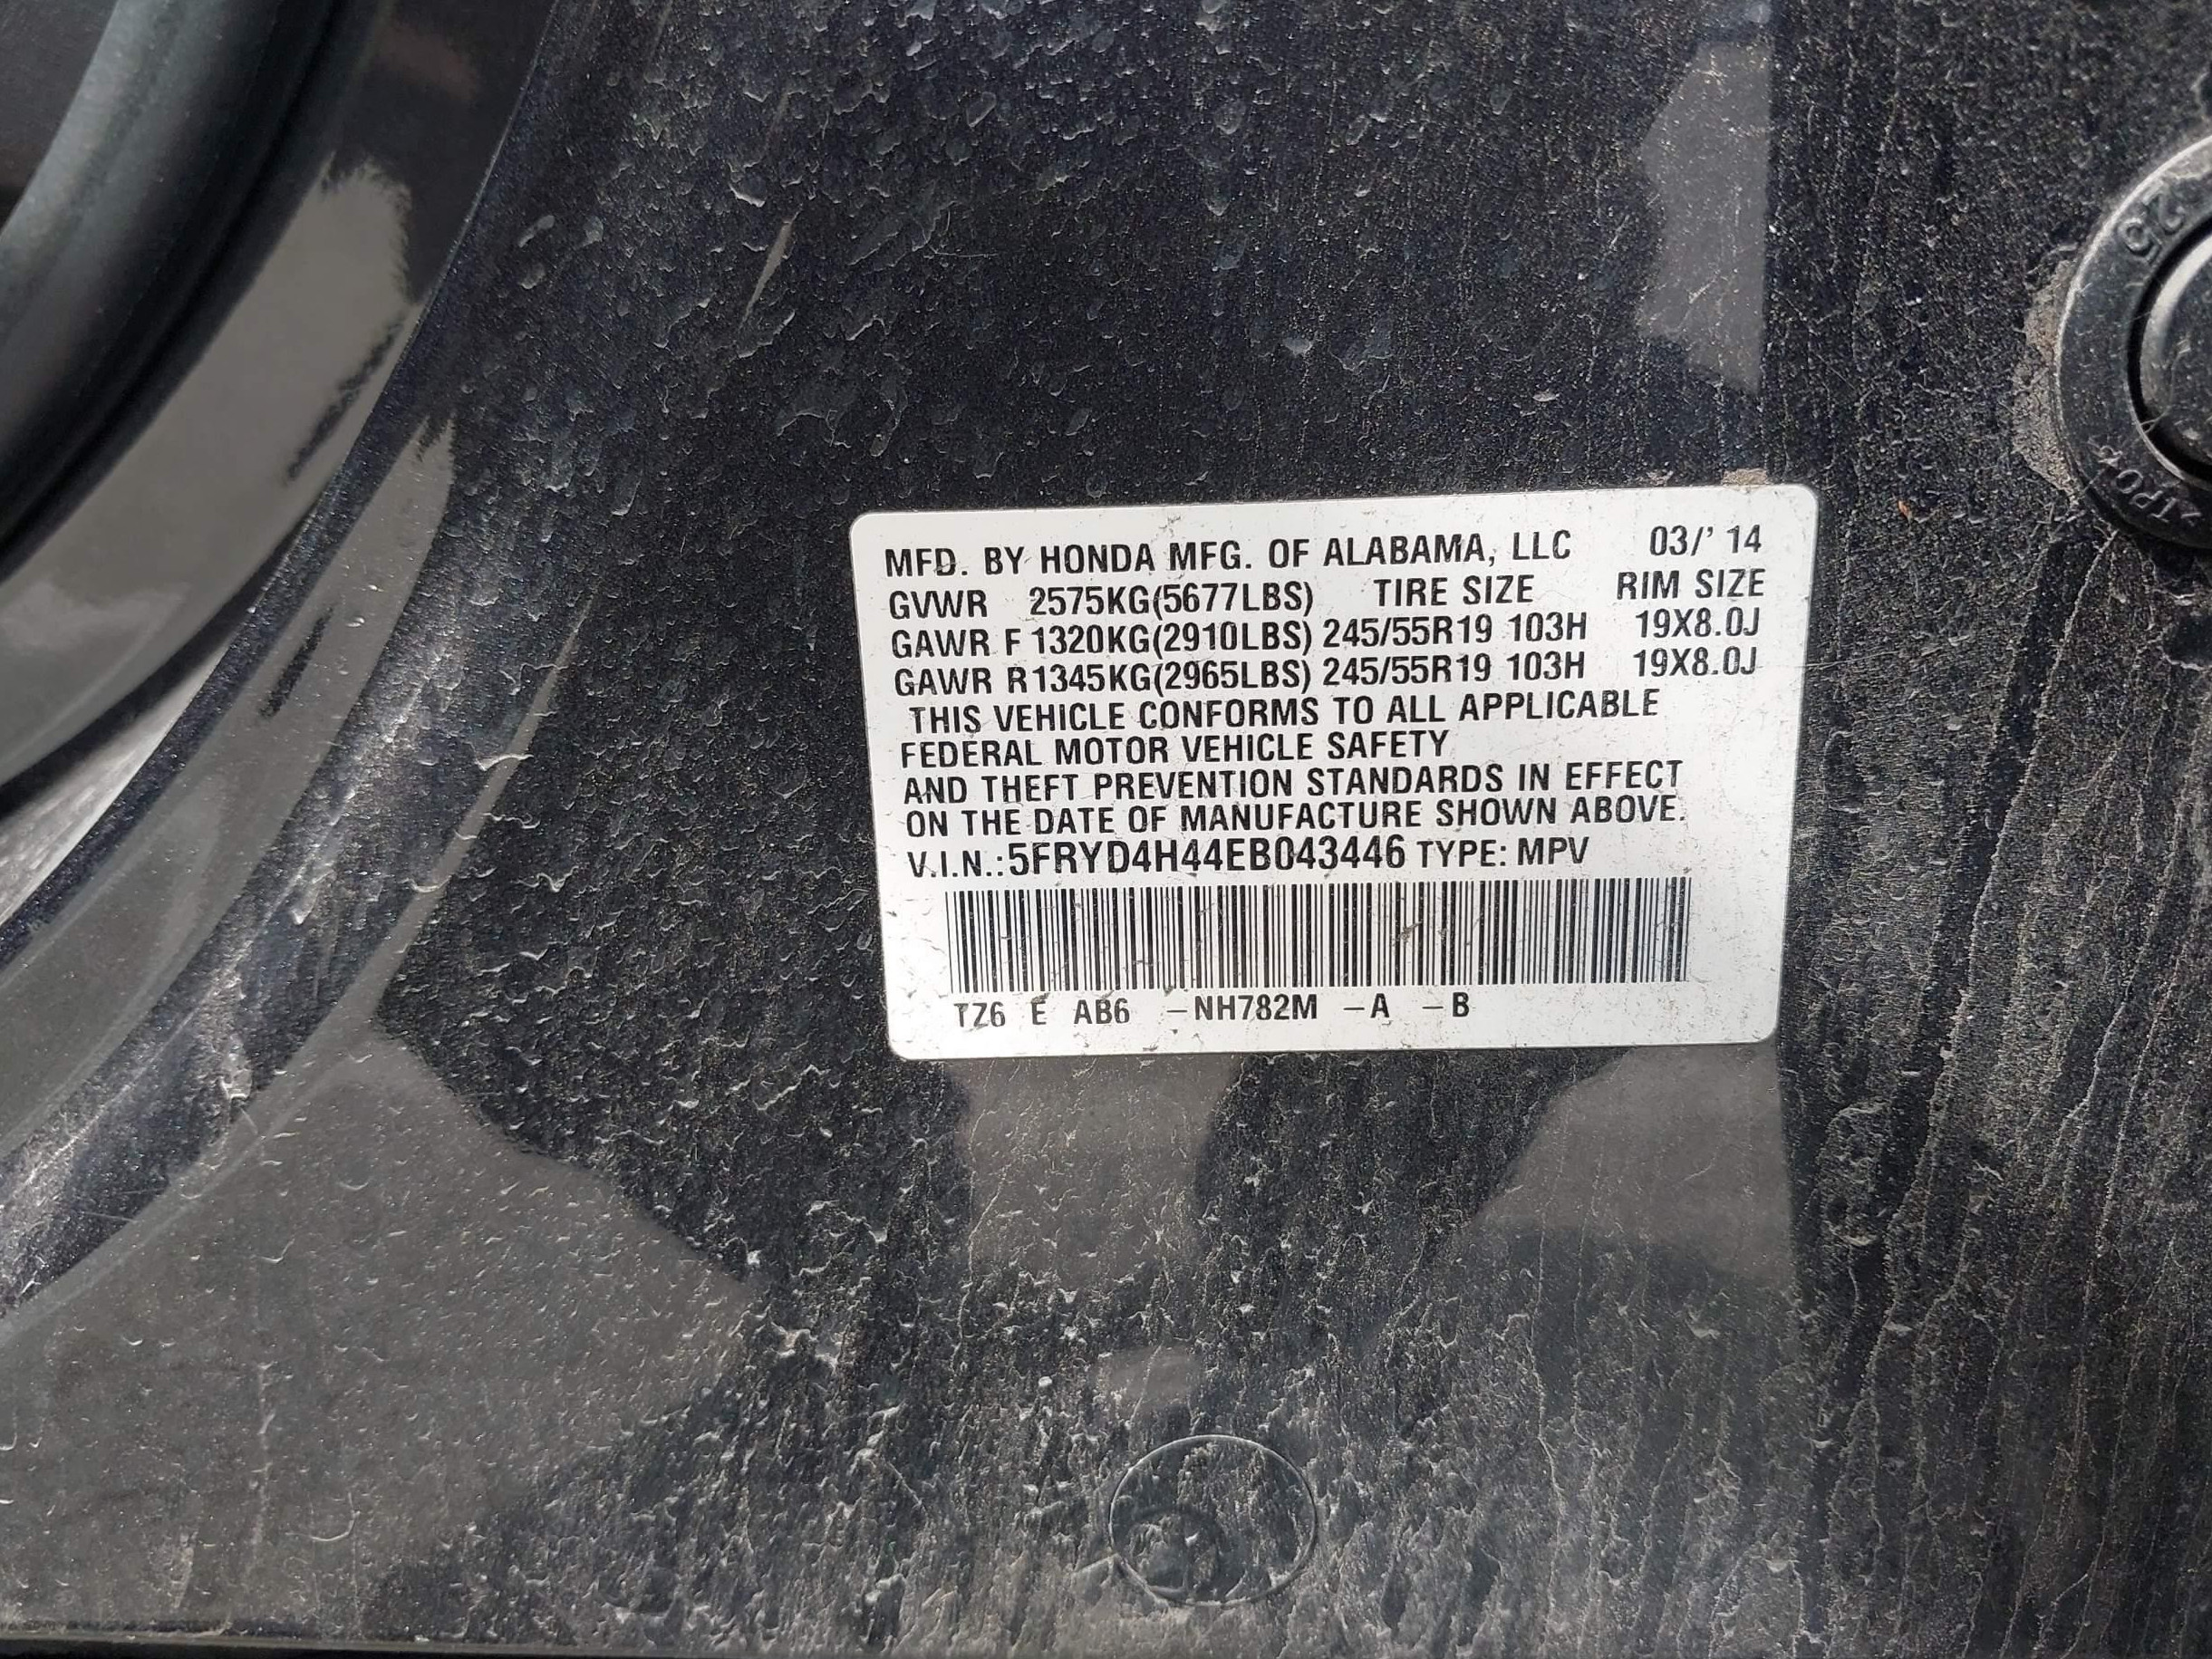 MFD. BY HONDA MFG. OF ALABAMA, LLC 03/' 14
GVWR 2575KG(5677LBS) TIRE SIZE RIM SIZE
GAWR F 1320KG(2910LBS) 245/55R19 103H 19X8.0J
GAWR R 1345KG(2965LBS) 245/55R19 103H 19X8.0J
THIS VEHICLE CONFORMS TO ALL APPLICABLE
FEDERAL MOTOR VEHICLE SAFETY
AND THEFT PREVENTION STANDARDS IN EFFECT
ON THE DATE OF MANUFACTURE SHOWN ABOVE.
V.I.N.: 5FRYD4H44EB043446 TYPE: MPV
TZ6 E AB6 -NH782M -A -B
25